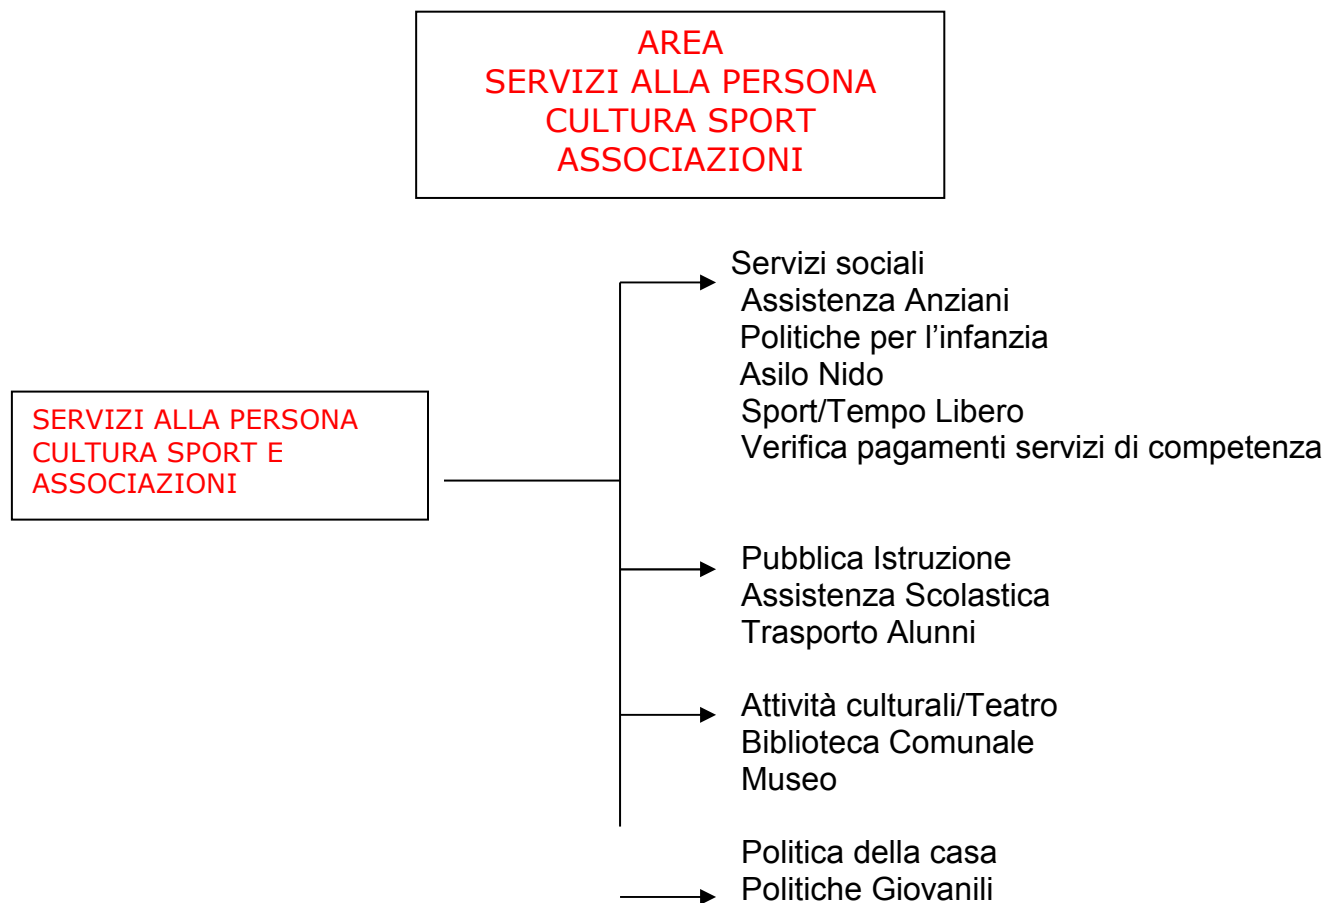 AREA
SERVIZI ALLA PERSONA
CULTURA SPORT
ASSOCIAZIONI
SERVIZI ALLA PERSONA
CULTURA SPORT E
ASSOCIAZIONI
Servizi sociali
Assistenza Anziani
Politiche per l’infanzia
Asilo Nido
Sport/Tempo Libero
Verifica pagamenti servizi di competenza
Pubblica Istruzione
Assistenza Scolastica
Trasporto Alunni
Attività culturali/Teatro
Biblioteca Comunale
Museo
Politica della casa
Politiche Giovanili